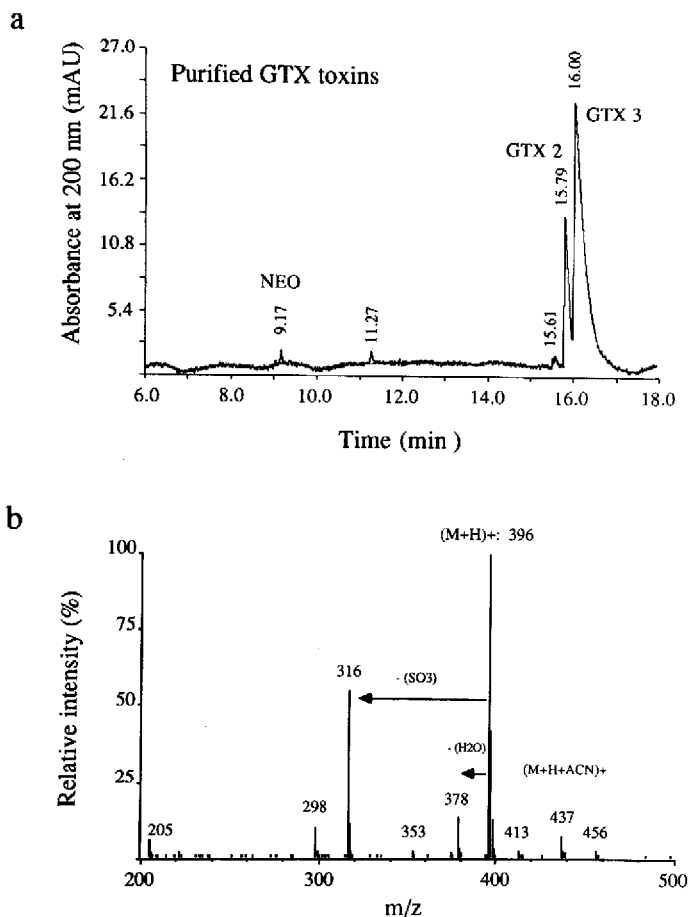 a
Purified GTX toxins
Absorbance at 200 nm (mAU)
27.0
21.6
16.2
10.8
5.4
NEO
9.17
11.27
15.61
GTX 2
15.79
16.00
GTX 3
6.0 8.0 10.0 12.0 14.0 16.0 18.0
Time (min )
b
Relative intensity (%)
100
75
50
25
(M+H)+: 396
316
- (SO3)
- (H2O)
(M+H+ACN)+
205
298
353
378
413
437
456
200 300 400 500
m/z